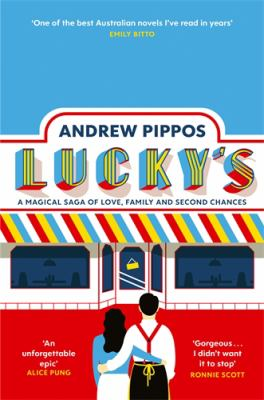 'One of the best Australian novels I've read in years'
EMILY BITTO
ANDREW PIPPOS
LUCKY'S
A MAGICAL SAGA OF LOVE, FAMILY AND SECOND CHANCES
'An
unforgettable
epic'
ALICE PUNG
'Gorgeous...
I didn't want
it to stop'
RONNIE SCOTT